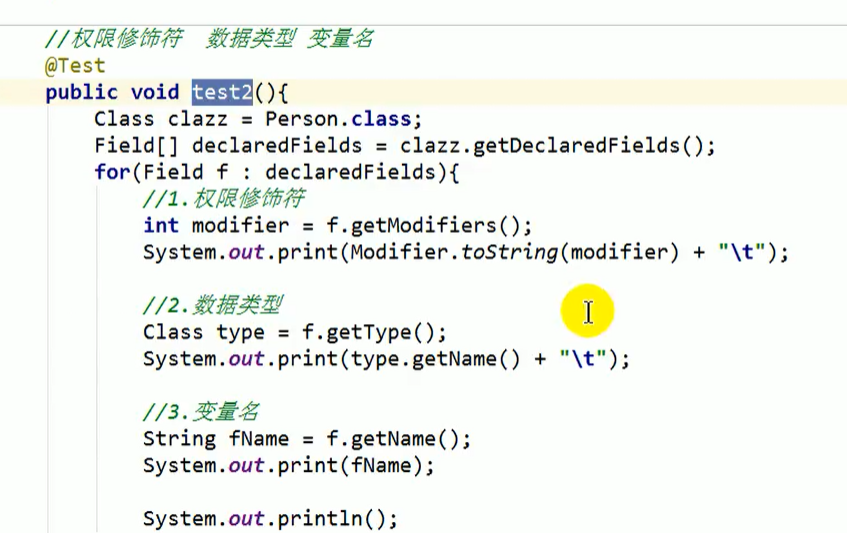 //权限修饰符  数据类型 变量名
@Test
public void test2(){
    Class clazz = Person.class;
    Field[] declaredFields = clazz.getDeclaredFields();
    for(Field f : declaredFields){
        //1.权限修饰符
        int modifier = f.getModifiers();
        System.out.print(Modifier.toString(modifier) + "\t");

        //2.数据类型
        Class type = f.getType();
        System.out.print(type.getName() + "\t");

        //3.变量名
        String fName = f.getName();
        System.out.print(fName);

        System.out.println();